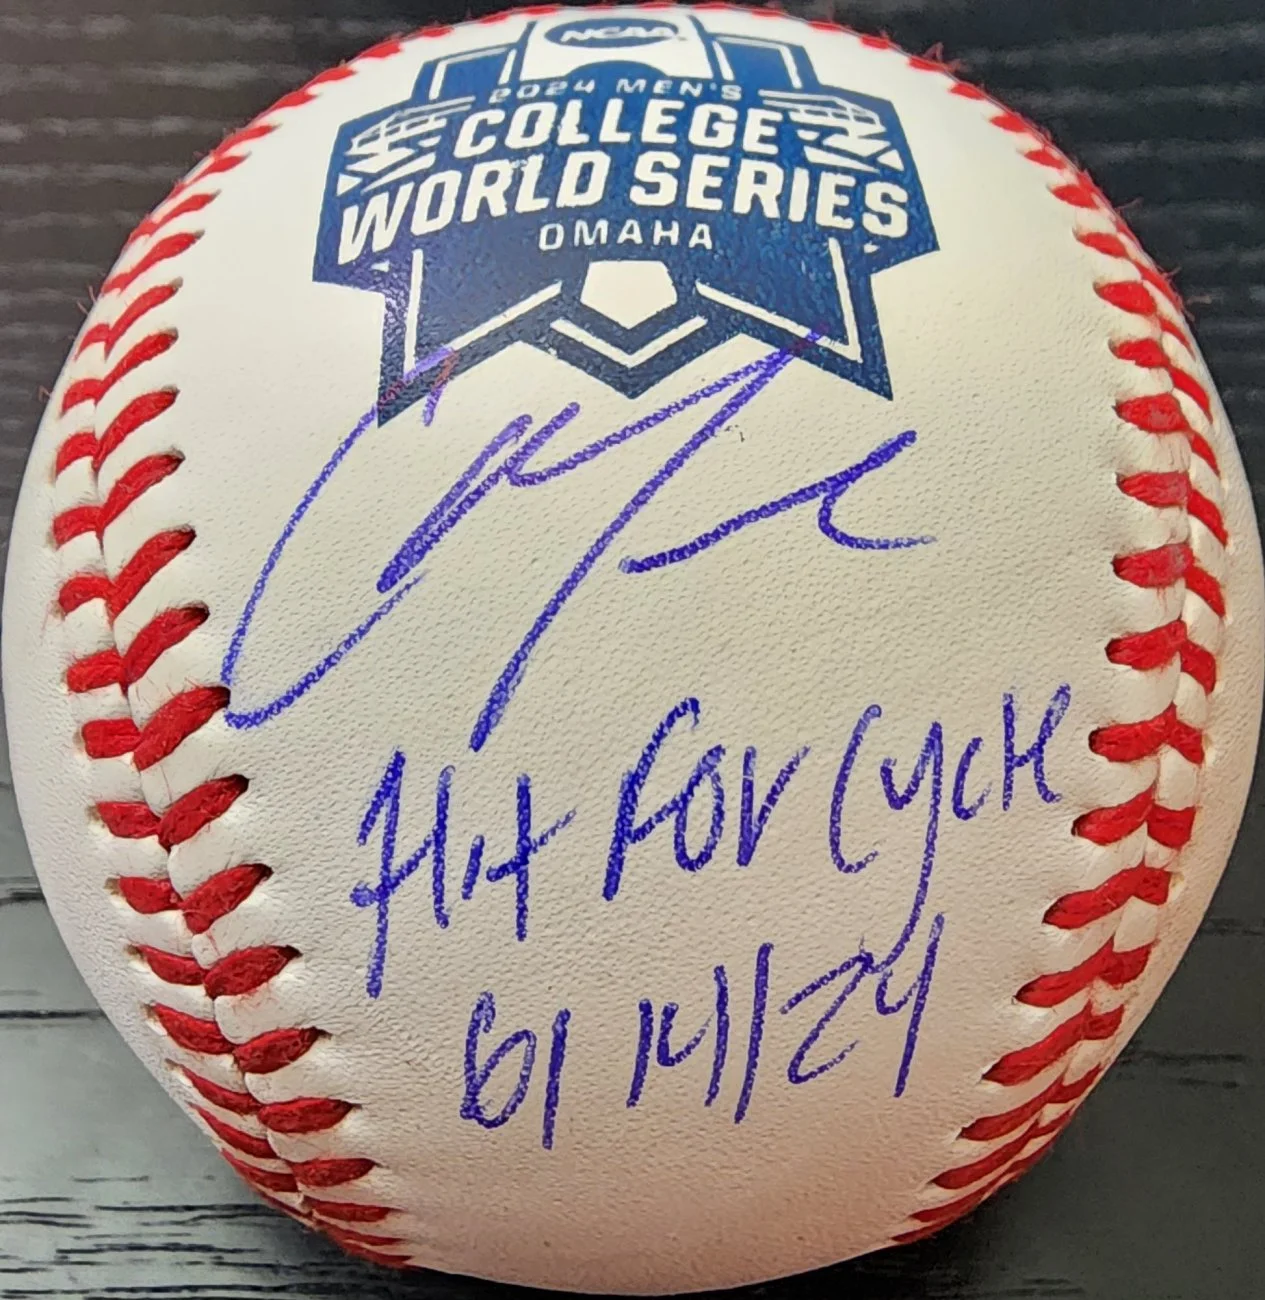 NCAA
2024 MEN'S
COLLEGE
WORLD SERIES
OMAHA
Hit For Cycle
6/14/24